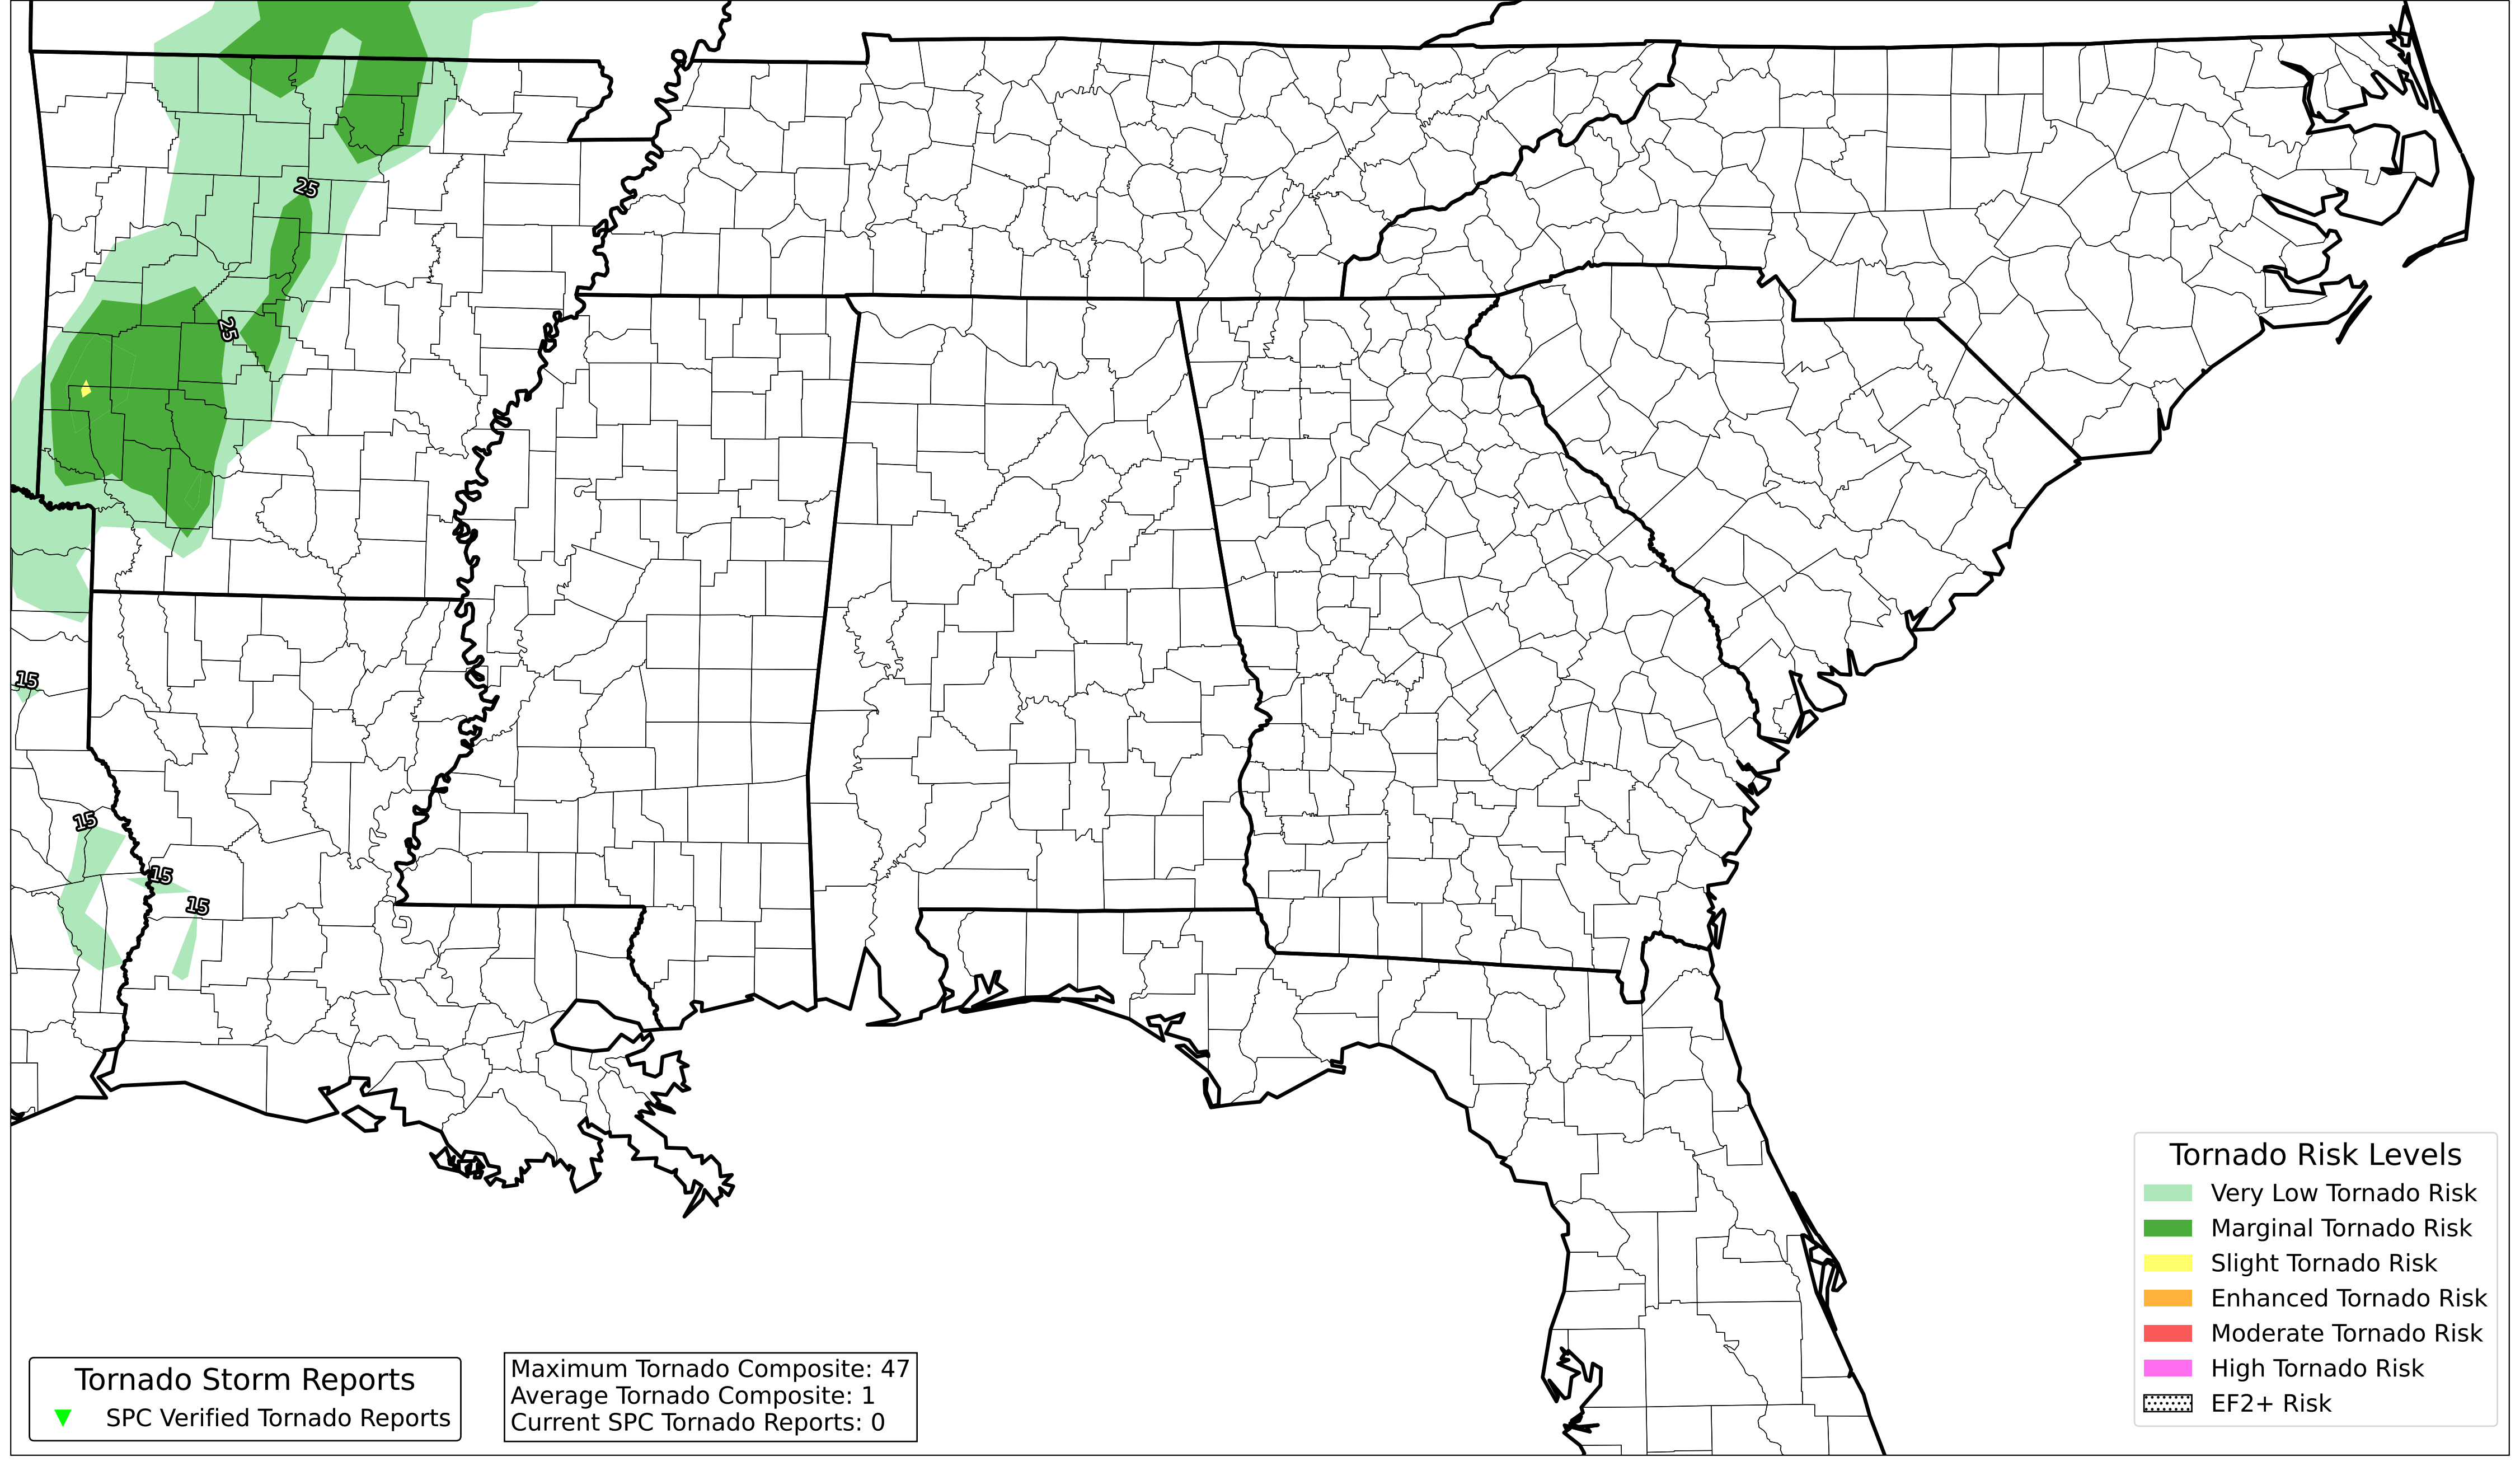 25
25
15
15
15
15
Tornado Risk Levels
Very Low Tornado Risk
Marginal Tornado Risk
Slight Tornado Risk
Enhanced Tornado Risk
Moderate Tornado Risk
High Tornado Risk
EF2+ Risk
Tornado Storm Reports
SPC Verified Tornado Reports
Maximum Tornado Composite: 47
Average Tornado Composite: 1
Current SPC Tornado Reports: 0